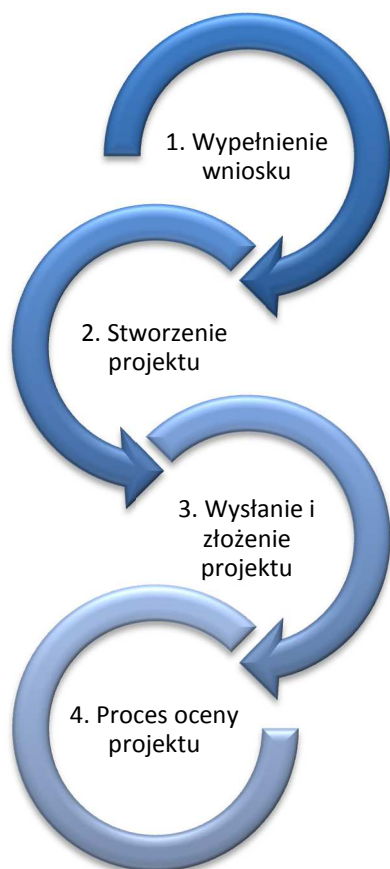 1. Wypełnienie
wniosku
2. Stworzenie
projektu
3. Wysłanie i
złożenie
projektu
4. Proces oceny
projektu